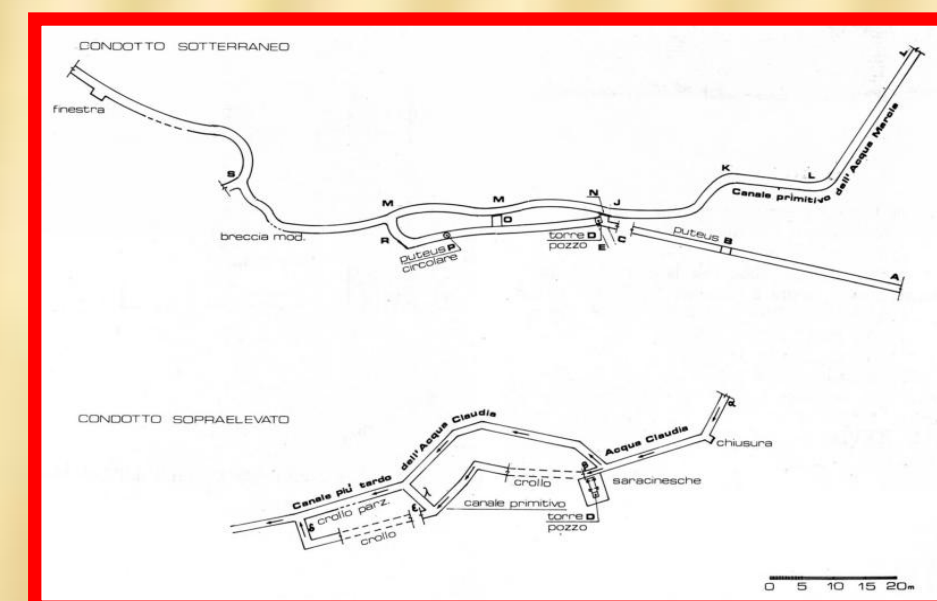 CONDOTTO SOTTERRANEO
finestra
S
breccia mod.
M
R
puteus P
circolare
M
O
N
J
torre D
pozzo
E
C
K
L
Canale primitivo dell'Acqua Marcia
puteus B
A
CONDOTTO SOPRAELEVATO
Canale più tardo dell'Acqua Claudia
Acqua Claudia
α
chiusura
saracinesche
crollo
λ
canale primitivo
torre D
pozzo
ε
δ
crollo parz.
crollo
0 5 10 15 20m